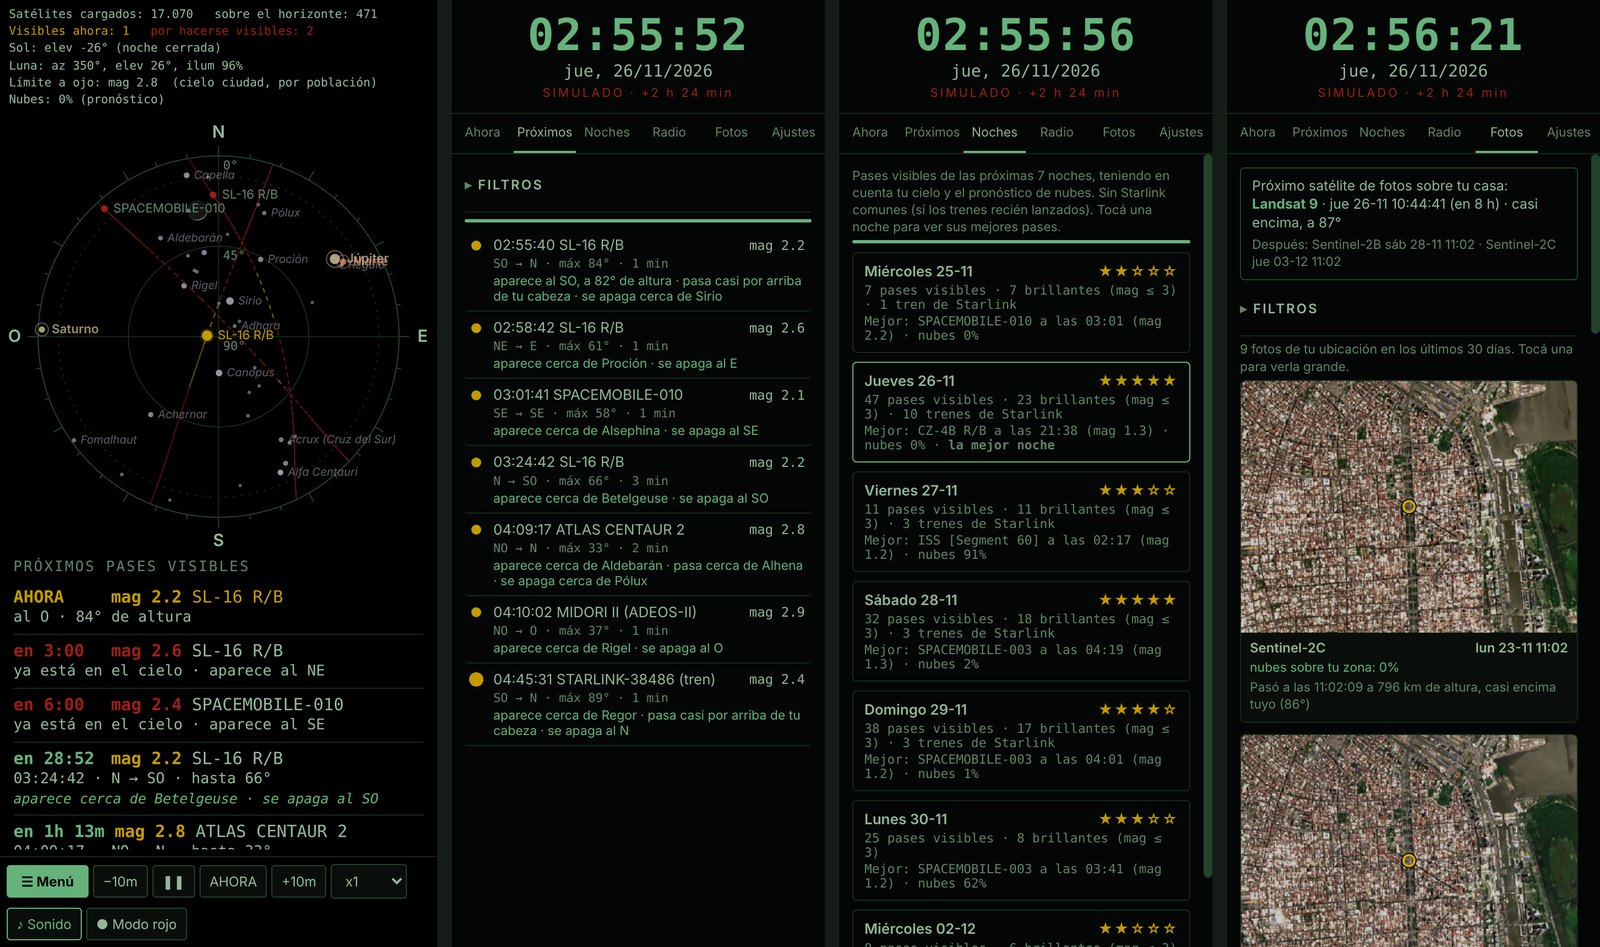 Satélites cargados: 17.070   sobre el horizonte: 471
Visibles ahora: 1   por hacerse visibles: 2
Sol: elev -26° (noche cerrada)
Luna: az 350°, elev 26°, ilum 96%
Límite a ojo: mag 2.8  (cielo ciudad, por población)
Nubes: 0% (pronóstico)
N
0°
Capella
SL-16 R/B
SPACEMOBILE-010
Pólux
Aldebarán
45°
Proción
Júpiter
Rigel
Sirio
Saturno
Adhara
O
SL-16 R/B
E
90°
Canopus
Achernar
Fomalhaut
Acrux (Cruz del Sur)
Alfa Centauri
S
PRÓXIMOS PASES VISIBLES
AHORA   mag 2.2 SL-16 R/B
al O · 84° de altura
en 3:00   mag 2.6 SL-16 R/B
ya está en el cielo · aparece al NE
en 6:00   mag 2.4 SPACEMOBILE-010
ya está en el cielo · aparece al SE
en 28:52   mag 2.2 SL-16 R/B
03:24:42 · N → SO · hasta 66°
aparece cerca de Betelgeuse · se apaga al SO
en 1h 13m mag 2.8 ATLAS CENTAUR 2
☰ Menú
−10m
❚❚
AHORA
+10m
x1
♪ Sonido
● Modo rojo
02:55:52
jue, 26/11/2026
SIMULADO · +2 h 24 min
Ahora   Próximos   Noches   Radio   Fotos   Ajustes
▸ FILTROS
02:55:40 SL-16 R/B   mag 2.2
SO → N · máx 84° · 1 min
aparece al SO, a 82° de altura · pasa casi por arriba
de tu cabeza · se apaga cerca de Sirio
02:58:42 SL-16 R/B   mag 2.6
NE → E · máx 61° · 1 min
aparece cerca de Proción · se apaga al E
03:01:41 SPACEMOBILE-010   mag 2.1
SE → SE · máx 58° · 1 min
aparece cerca de Alsephina · se apaga al SE
03:24:42 SL-16 R/B   mag 2.2
N → SO · máx 66° · 3 min
aparece cerca de Betelgeuse · se apaga al SO
04:09:17 ATLAS CENTAUR 2   mag 2.8
NO → N · máx 33° · 2 min
aparece cerca de Aldebarán · pasa cerca de Alhena
· se apaga cerca de Pólux
04:10:02 MIDORI II (ADEOS-II)   mag 2.9
NO → O · máx 37° · 1 min
aparece cerca de Rigel · se apaga al O
04:45:31 STARLINK-38486 (tren)   mag 2.4
SO → N · máx 89° · 1 min
aparece cerca de Regor · pasa casi por arriba de tu
cabeza · se apaga al N
02:55:56
jue, 26/11/2026
SIMULADO · +2 h 24 min
Ahora   Próximos   Noches   Radio   Fotos   Ajustes
Pases visibles de las próximas 7 noches, teniendo en
cuenta tu cielo y el pronóstico de nubes. Sin Starlink
comunes (sí los trenes recién lanzados). Tocá una
noche para ver sus mejores pases.
Miércoles 25-11   ★★☆☆☆
7 pases visibles · 7 brillantes (mag ≤ 3)
· 1 tren de Starlink
Mejor: SPACEMOBILE-010 a las 03:01 (mag
2.2) · nubes 0%
Jueves 26-11   ★★★★★
47 pases visibles · 23 brillantes (mag ≤
3) · 10 trenes de Starlink
Mejor: CZ-4B R/B a las 21:38 (mag 1.3) ·
nubes 0% · la mejor noche
Viernes 27-11   ★★★☆☆
11 pases visibles · 11 brillantes (mag ≤
3) · 3 trenes de Starlink
Mejor: ISS [Segment 60] a las 02:17 (mag
1.2) · nubes 91%
Sábado 28-11   ★★★★★
32 pases visibles · 18 brillantes (mag ≤
3) · 3 trenes de Starlink
Mejor: SPACEMOBILE-003 a las 04:19 (mag
1.3) · nubes 2%
Domingo 29-11   ★★★★☆
38 pases visibles · 17 brillantes (mag ≤
3) · 3 trenes de Starlink
Mejor: SPACEMOBILE-003 a las 04:01 (mag
1.2) · nubes 1%
Lunes 30-11   ★★★☆☆
25 pases visibles · 8 brillantes (mag ≤
3)
Mejor: SPACEMOBILE-003 a las 03:41 (mag
1.2) · nubes 62%
Miércoles 02-12   ★★☆☆☆
02:56:21
jue, 26/11/2026
SIMULADO · +2 h 24 min
Ahora   Próximos   Noches   Radio   Fotos   Ajustes
Próximo satélite de fotos sobre tu casa:
Landsat 9 · jue 26-11 10:44:41 (en 8 h) · casi
encima, a 87°
Después: Sentinel-2B sáb 28-11 11:02 · Sentinel-2C
jue 03-12 11:02
▸ FILTROS
9 fotos de tu ubicación en los últimos 30 días. Tocá una
para verla grande.
Sentinel-2C   lun 23-11 11:02
nubes sobre tu zona: 0%
Pasó a las 11:02:09 a 796 km de altura, casi encima
tuyo (86°)